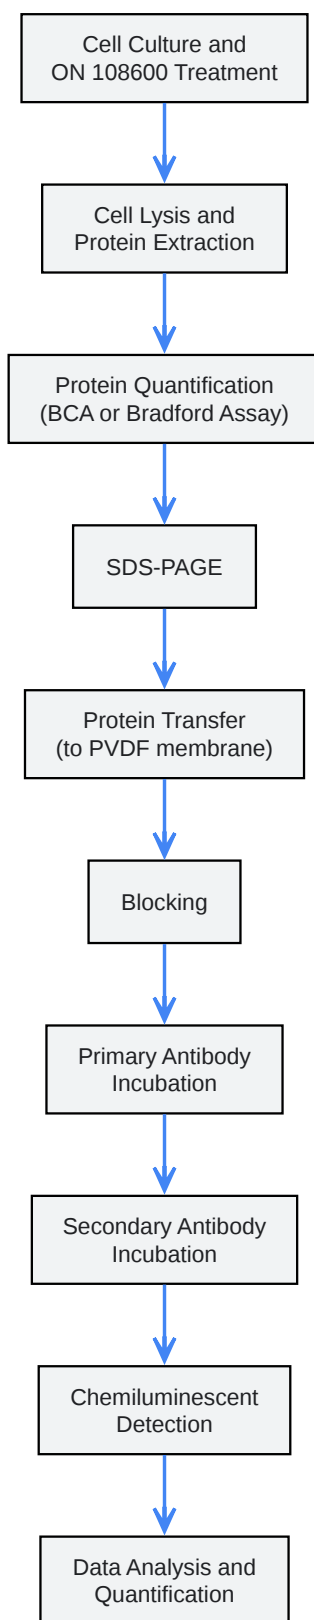 Cell Culture and
ON 108600 Treatment
Cell Lysis and
Protein Extraction
Protein Quantification
(BCA or Bradford Assay)
SDS-PAGE
Protein Transfer
(to PVDF membrane)
Blocking
Primary Antibody
Incubation
Secondary Antibody
Incubation
Chemiluminescent
Detection
Data Analysis and
Quantification